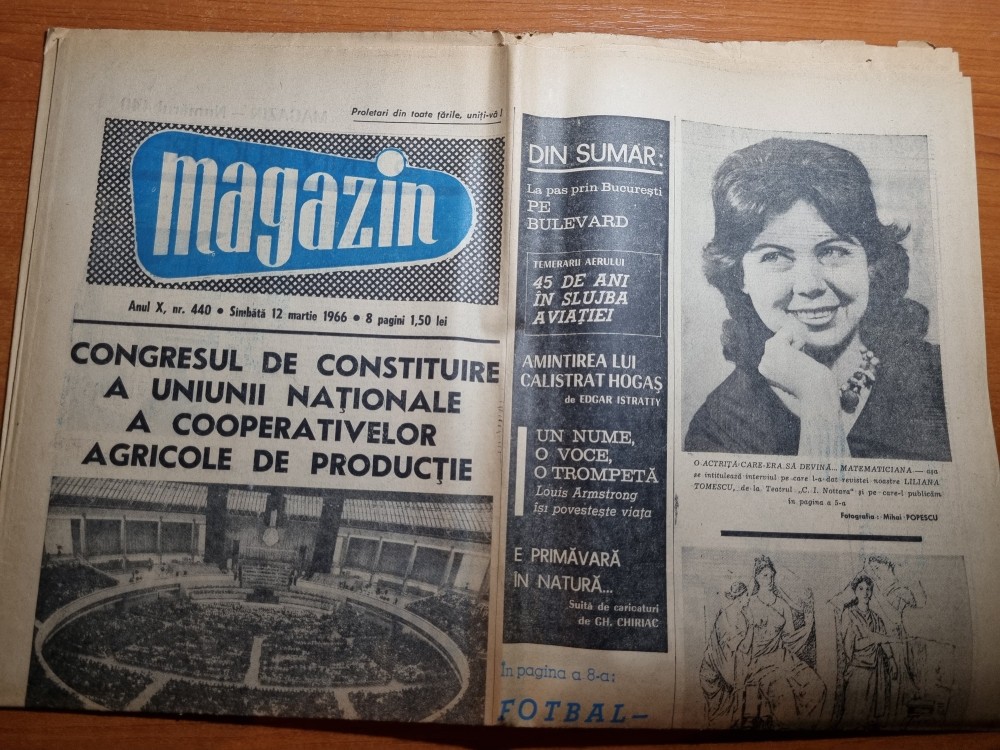 Proletari din toate țările, uniți-vă!
magazin
Anul X, nr. 440 • Sîmbătă 12 martie 1966 • 8 pagini 1,50 lei
CONGRESUL DE CONSTITUIRE
A UNIUNII NAȚIONALE
A COOPERATIVELOR
AGRICOLE DE PRODUCȚIE
DIN SUMAR:
La pas prin București
PE
BULEVARD
TEMERARII AERULUI
45 DE ANI
ÎN SLUJBA
AVIAȚIEI
AMINTIREA LUI
CALISTRAT HOGAȘ
de EDGAR ISTRATTY
UN NUME,
O VOCE,
O TROMPETĂ
Louis Armstrong
își povestește viața
E PRIMĂVARĂ
ÎN NATURĂ...
Suită de caricaturi
de GH. CHIRIAC
În pagina a 8-a:
FOTBAL—
O ACTRIȚĂ CARE ERA SĂ DEVINĂ... MATEMATICIANA — așa
se intitulează interviul pe care l-a dat revistei noastre LILIANA
TOMESCU, de la Teatrul „C. I. Nottara" și pe care-l publicăm
în pagina a 5-a
Fotografia: Mihai POPESCU